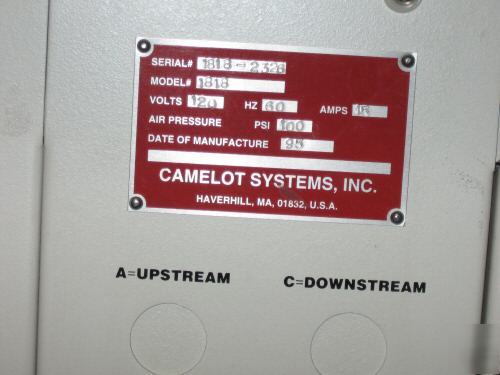 SERIAL# 1818-2328
MODEL# 1818
VOLTS 120 HZ 60 AMPS 15
AIR PRESSURE PSI 100
DATE OF MANUFACTURE 95
CAMELOT SYSTEMS, INC.
HAVERHILL, MA, 01832, U.S.A.
A=UPSTREAM C=DOWNSTREAM